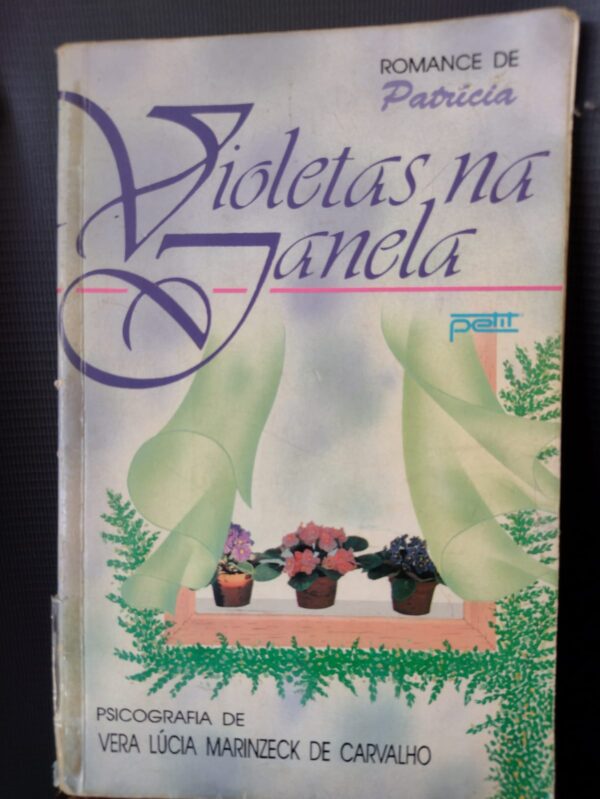 ROMANCE DE
Patrícia
Violetas na
Janela
petit
PSICOGRAFIA DE
VERA LÚCIA MARINZECK DE CARVALHO